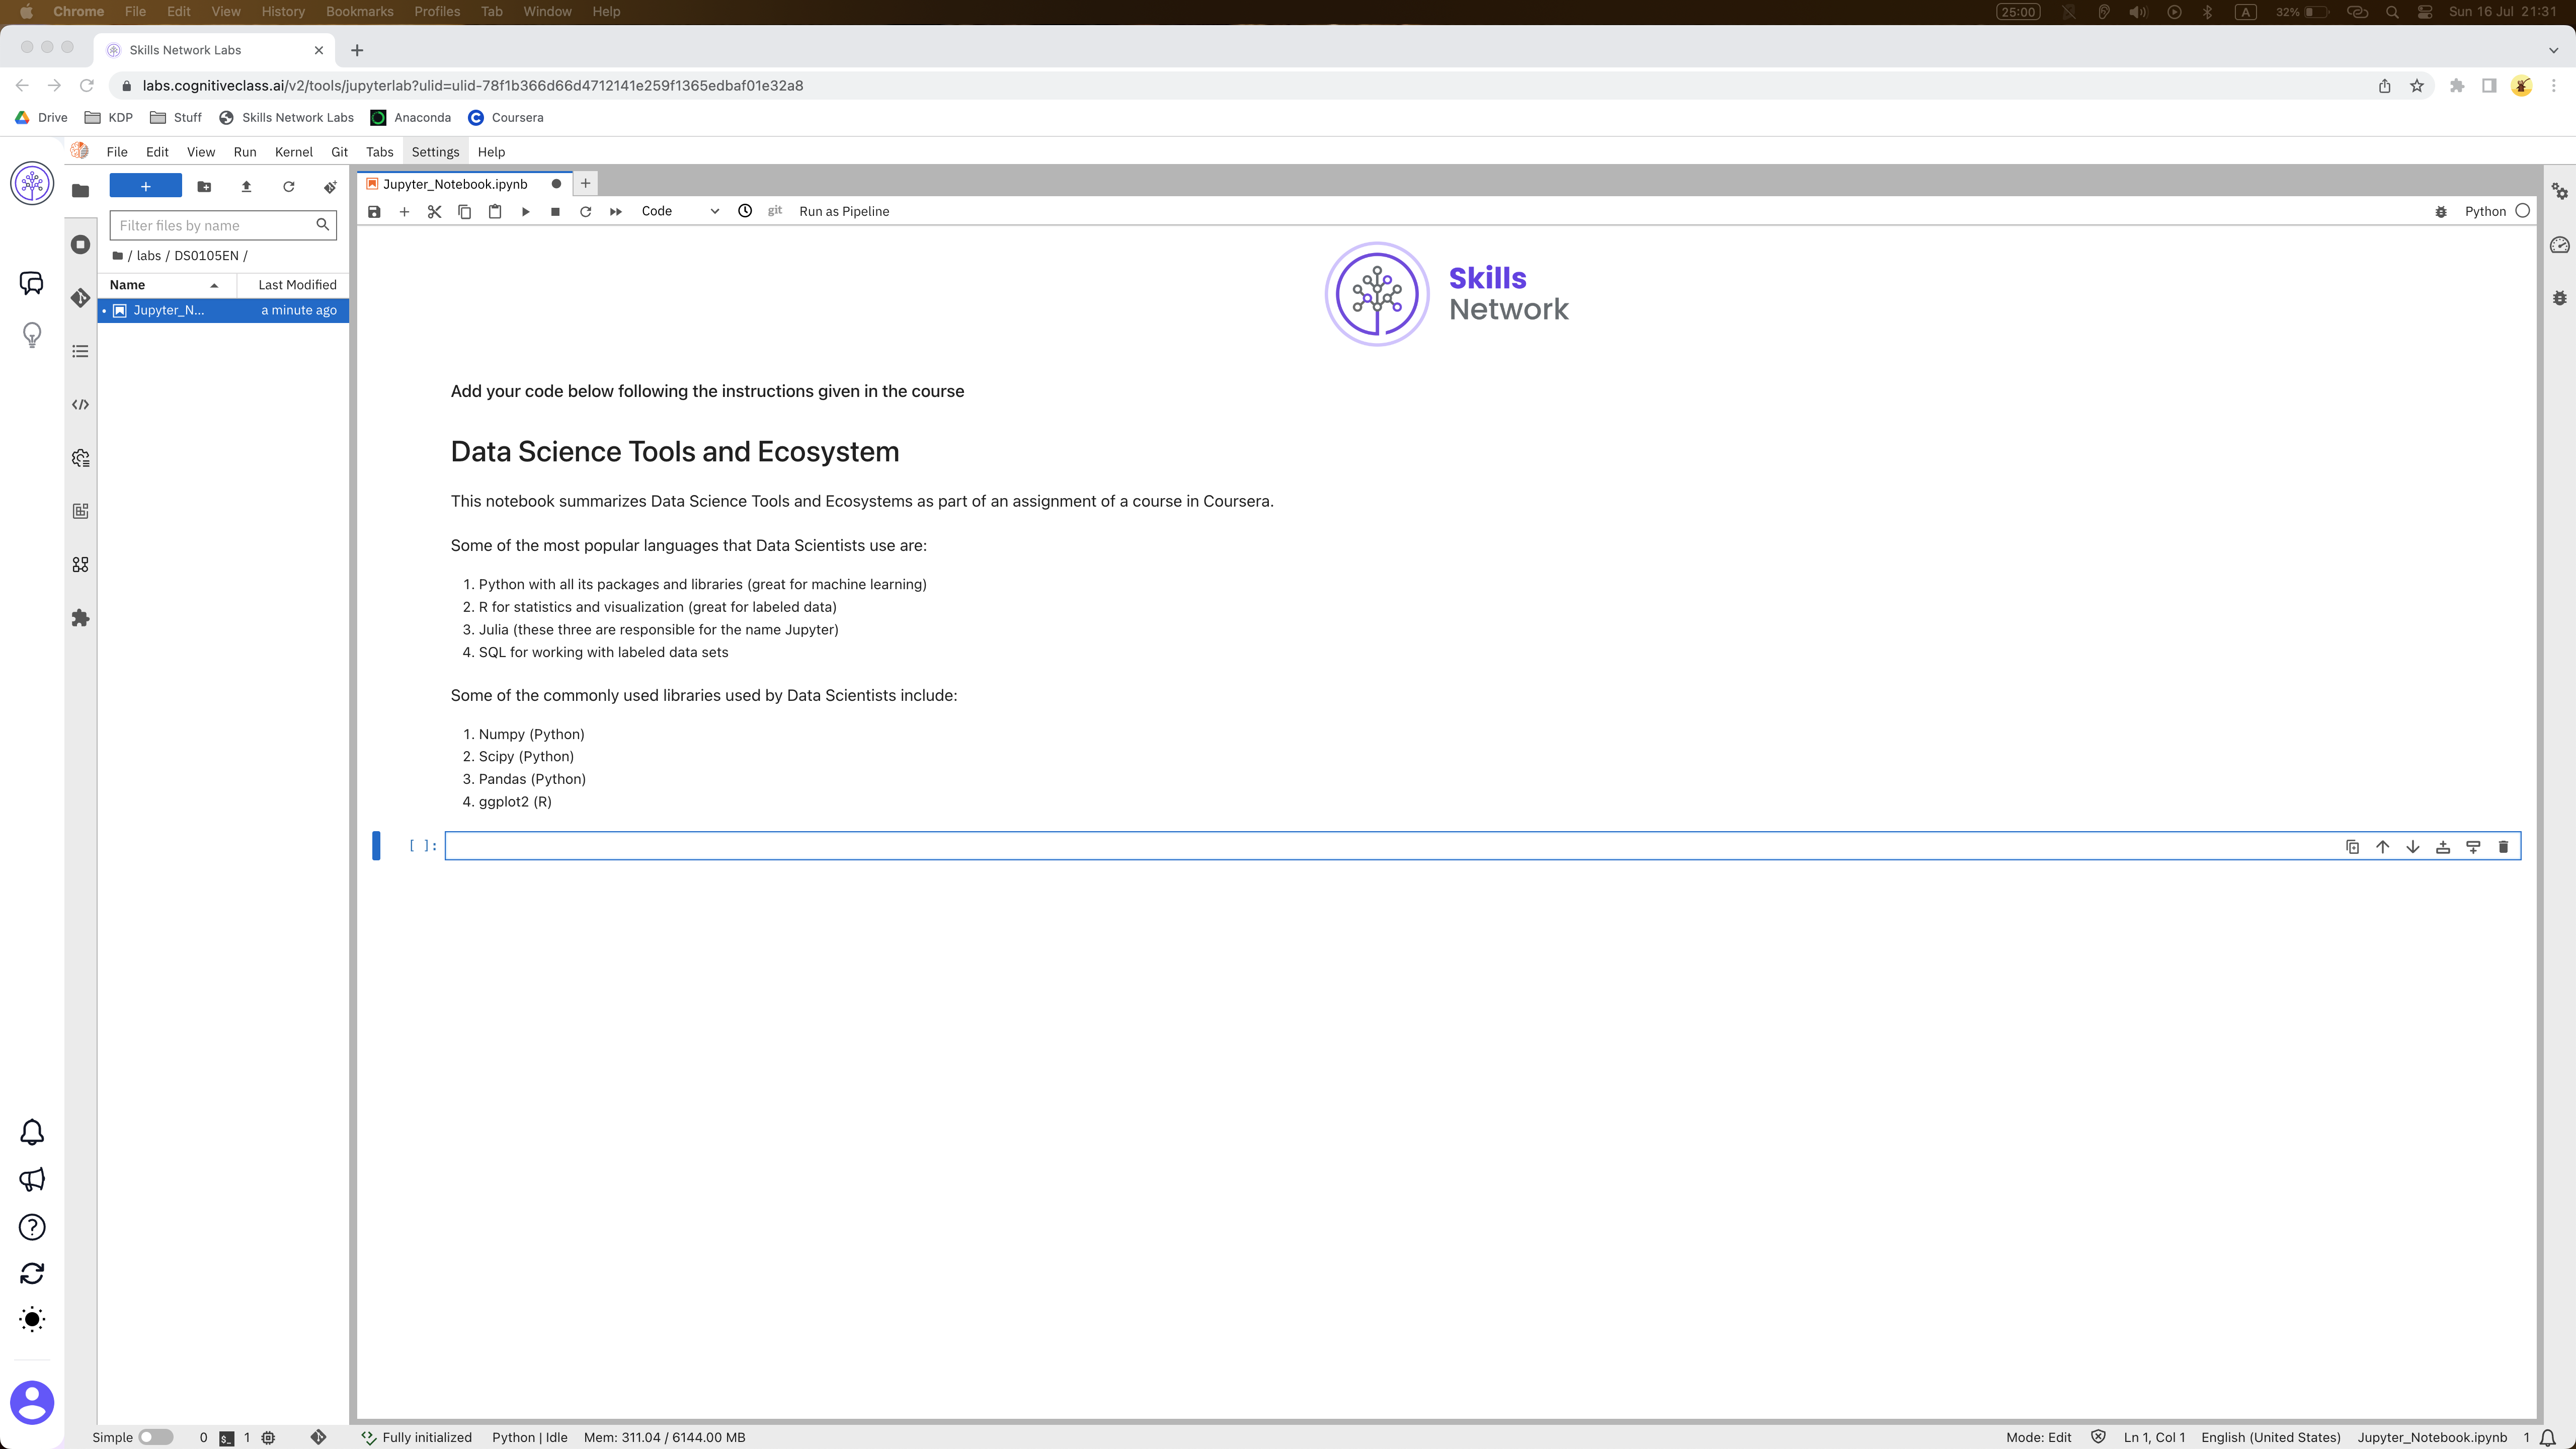 Chrome File Edit View History Bookmarks Profiles Tab Window Help 25:00 A 32% Sun 16 Jul 21:31
Skills Network Labs
labs.cognitiveclass.ai/v2/tools/jupyterlab?ulid=ulid-78f1b366d66d4712141e259f1365edbaf01e32a8
Drive KDP Stuff Skills Network Labs Anaconda Coursera
File Edit View Run Kernel Git Tabs Settings Help
Jupyter_Notebook.ipynb
Code git Run as Pipeline Python
Filter files by name
/ labs / DS0105EN /
Name Last Modified
Jupyter_N... a minute ago
Skills
Network
Add your code below following the instructions given in the course
Data Science Tools and Ecosystem
This notebook summarizes Data Science Tools and Ecosystems as part of an assignment of a course in Coursera.
Some of the most popular languages that Data Scientists use are:
1. Python with all its packages and libraries (great for machine learning)
2. R for statistics and visualization (great for labeled data)
3. Julia (these three are responsible for the name Jupyter)
4. SQL for working with labeled data sets
Some of the commonly used libraries used by Data Scientists include:
1. Numpy (Python)
2. Scipy (Python)
3. Pandas (Python)
4. ggplot2 (R)
[ ]:
Simple 0 $_ 1 Fully initialized Python | Idle Mem: 311.04 / 6144.00 MB Mode: Edit Ln 1, Col 1 English (United States) Jupyter_Notebook.ipynb 1